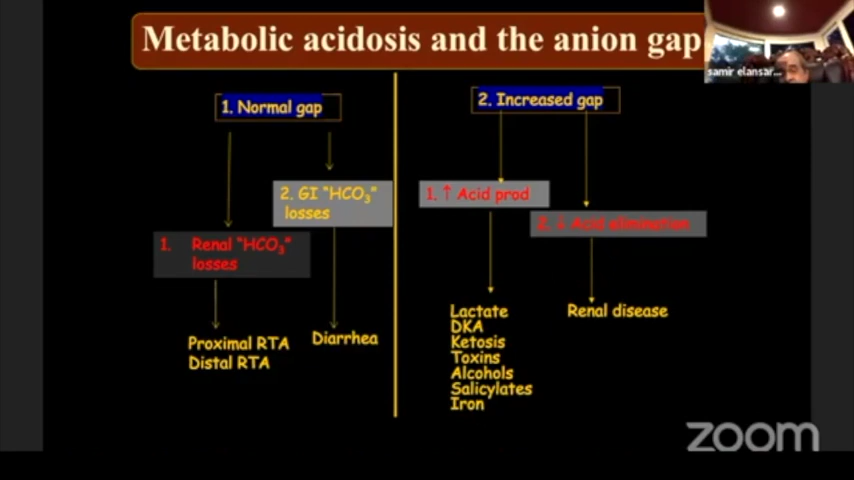 Metabolic acidosis and the anion gap
samir elansar...
1. Normal gap
2. GI "HCO3"
losses
1. Renal "HCO3"
losses
Proximal RTA
Distal RTA
Diarrhea
2. Increased gap
1. ↑ Acid prod
2. ↓ Acid elimination
Lactate
DKA
Ketosis
Toxins
Alcohols
Salicylates
Iron
Renal disease
zoom